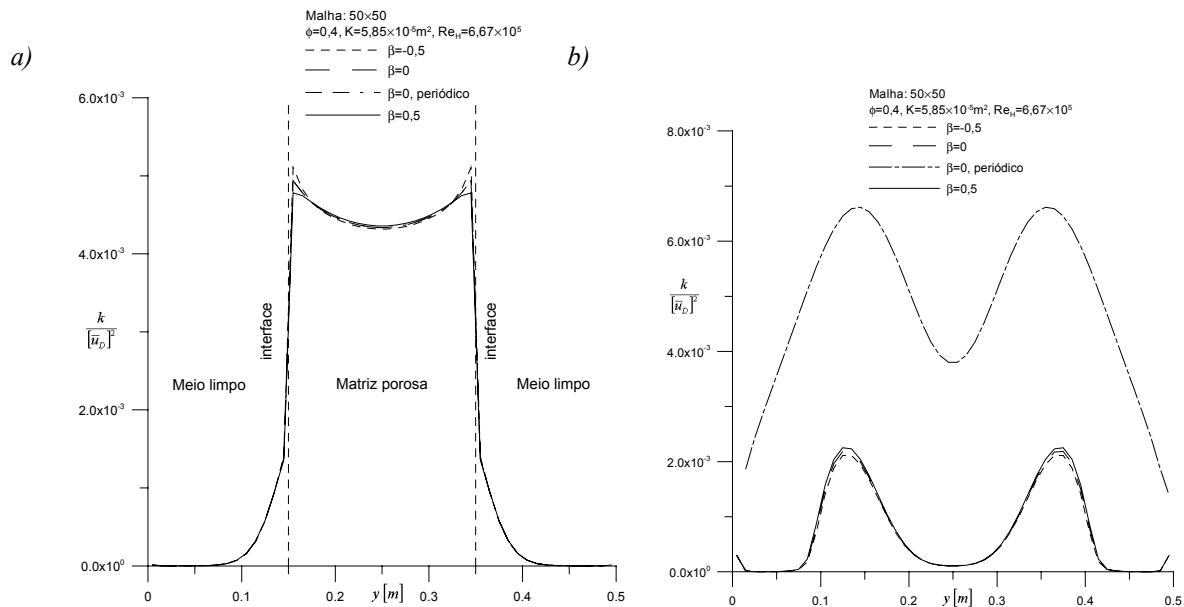 a)
Malha: 50×50
ϕ=0,4, K=5,85×10⁻⁵m², Re_H=6,67×10⁵
β=-0,5
β=0
β=0, periódico
β=0,5
6.0x10⁻³
4.0x10⁻³
2.0x10⁻³
0.0x10⁰
k
[ū_D]²
interface
interface
Meio limpo
Matriz porosa
Meio limpo
0
0.1
0.2
0.3
0.4
0.5
y [m]
b)
Malha: 50×50
ϕ=0,4, K=5,85×10⁻⁵m², Re_H=6,67×10⁵
β=-0,5
β=0
β=0, periódico
β=0,5
8.0x10⁻³
6.0x10⁻³
4.0x10⁻³
2.0x10⁻³
0.0x10⁰
k
[ū_D]²
0
0.1
0.2
0.3
0.4
0.5
y [m]